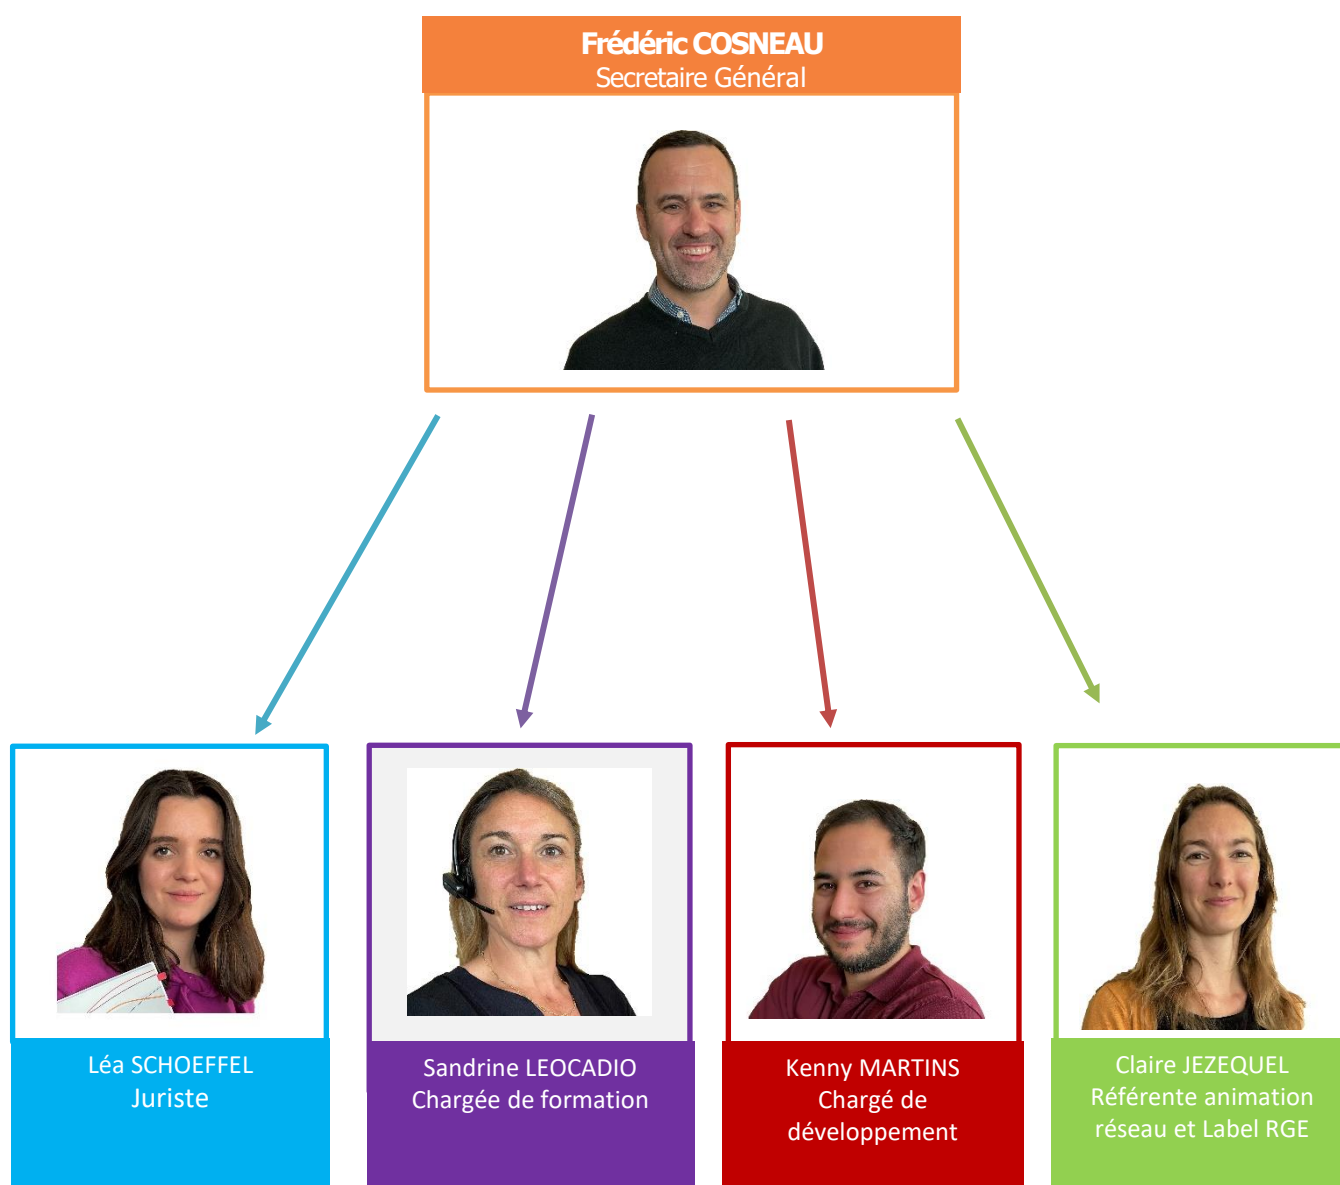 Frédéric COSNEAU
Secretaire Général
Léa SCHOEFFEL
Juriste
Sandrine LEOCADIO
Chargée de formation
Kenny MARTINS
Chargé de
développement
Claire JEZEQUEL
Référente animation
réseau et Label RGE